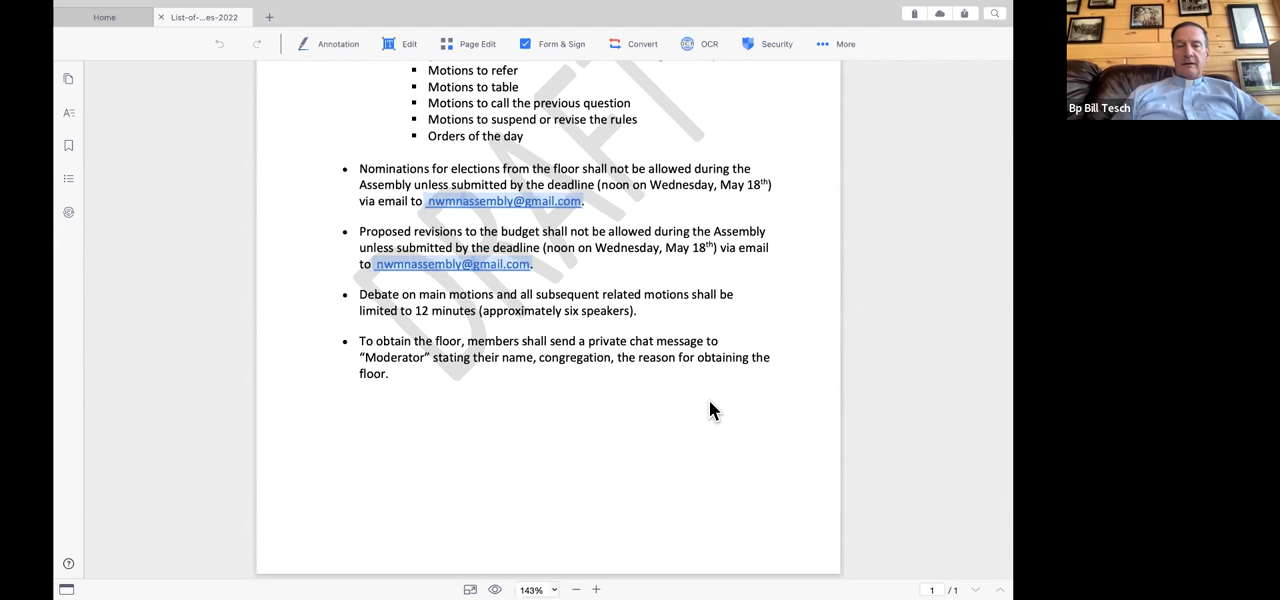 Home
List-of-...es-2022
Annotation
Edit
Page Edit
Form & Sign
Convert
OCR
OCR
Security
More
Bp Bill Tesch
Motions to refer
Motions to table
Motions to call the previous question
Motions to suspend or revise the rules
Orders of the day
Nominations for elections from the floor shall not be allowed during the
Assembly unless submitted by the deadline (noon on Wednesday, May 18th)
via email to nwmnassembly@gmail.com.
Proposed revisions to the budget shall not be allowed during the Assembly
unless submitted by the deadline (noon on Wednesday, May 18th) via email
to nwmnassembly@gmail.com.
Debate on main motions and all subsequent related motions shall be
limited to 12 minutes (approximately six speakers).
To obtain the floor, members shall send a private chat message to
“Moderator” stating their name, congregation, the reason for obtaining the
floor.
DRAFT
143%
1 / 1